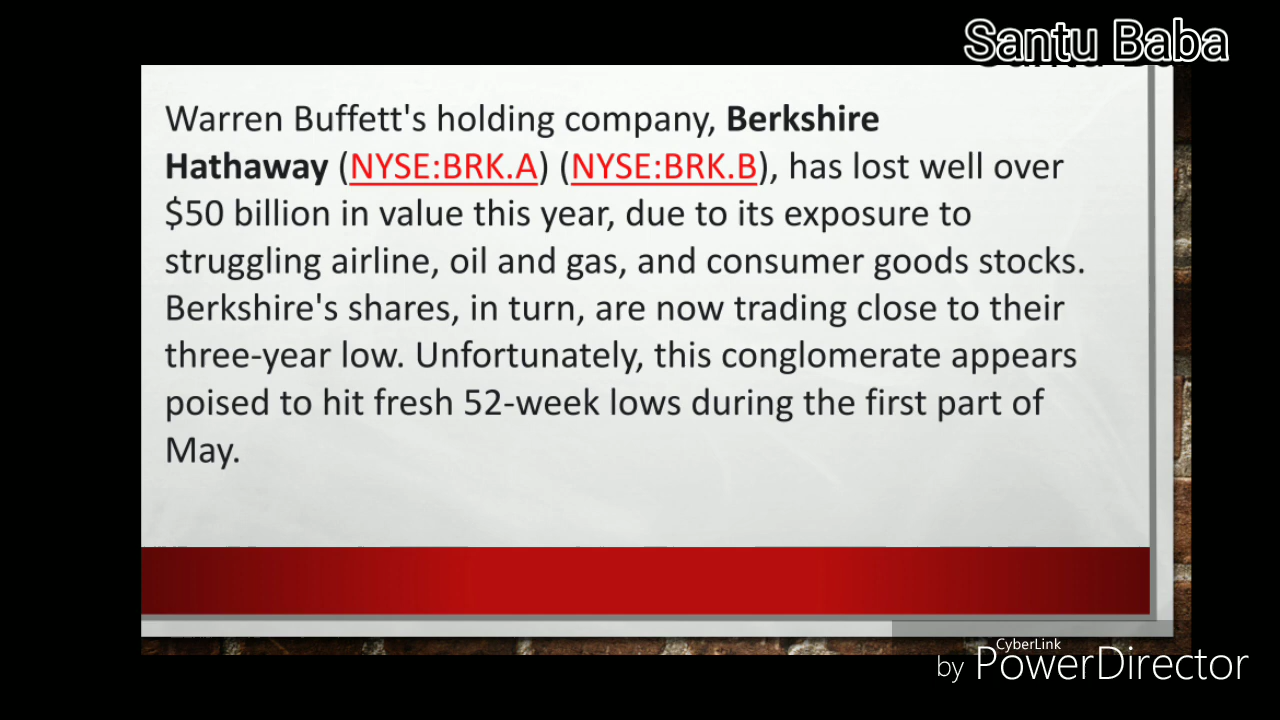 Santu Baba
Warren Buffett's holding company, Berkshire
Hathaway (NYSE:BRK.A) (NYSE:BRK.B), has lost well over
$50 billion in value this year, due to its exposure to
struggling airline, oil and gas, and consumer goods stocks.
Berkshire's shares, in turn, are now trading close to their
three-year low. Unfortunately, this conglomerate appears
poised to hit fresh 52-week lows during the first part of
May.
CyberLink
by PowerDirector